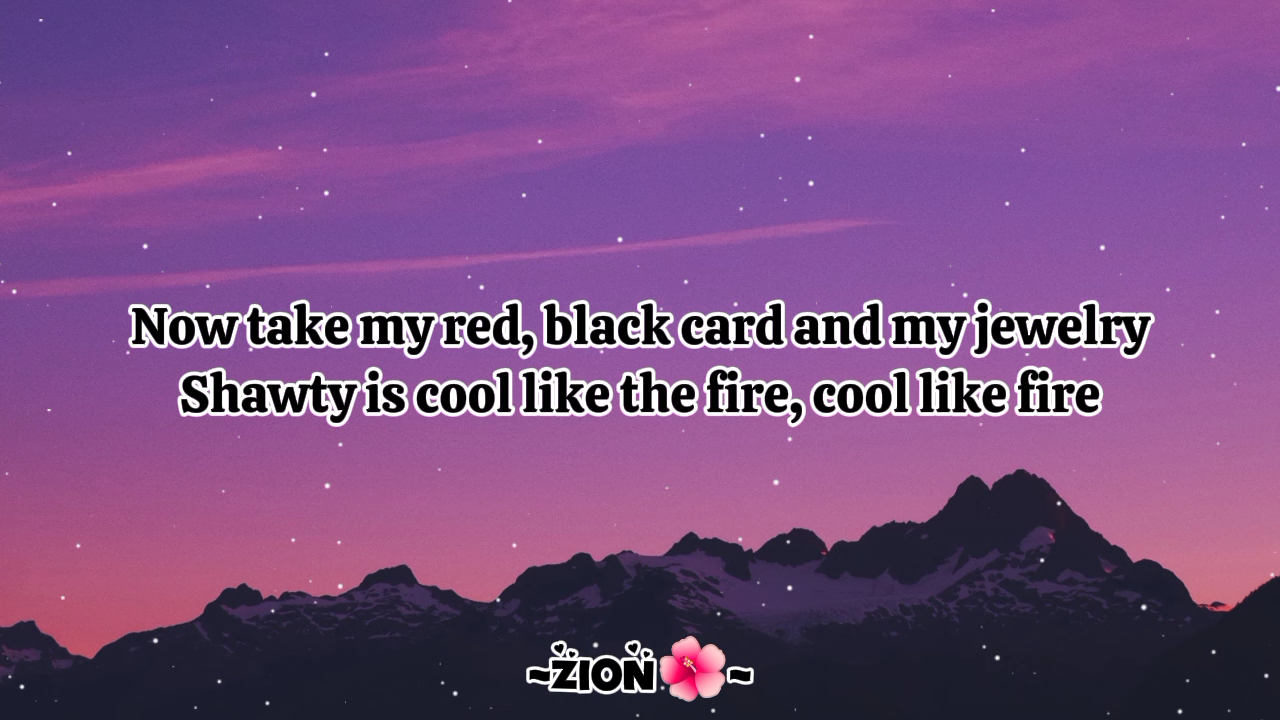 Now take my red, black card and my jewelry
Shawty is cool like the fire, cool like fire
~ZION🌺~